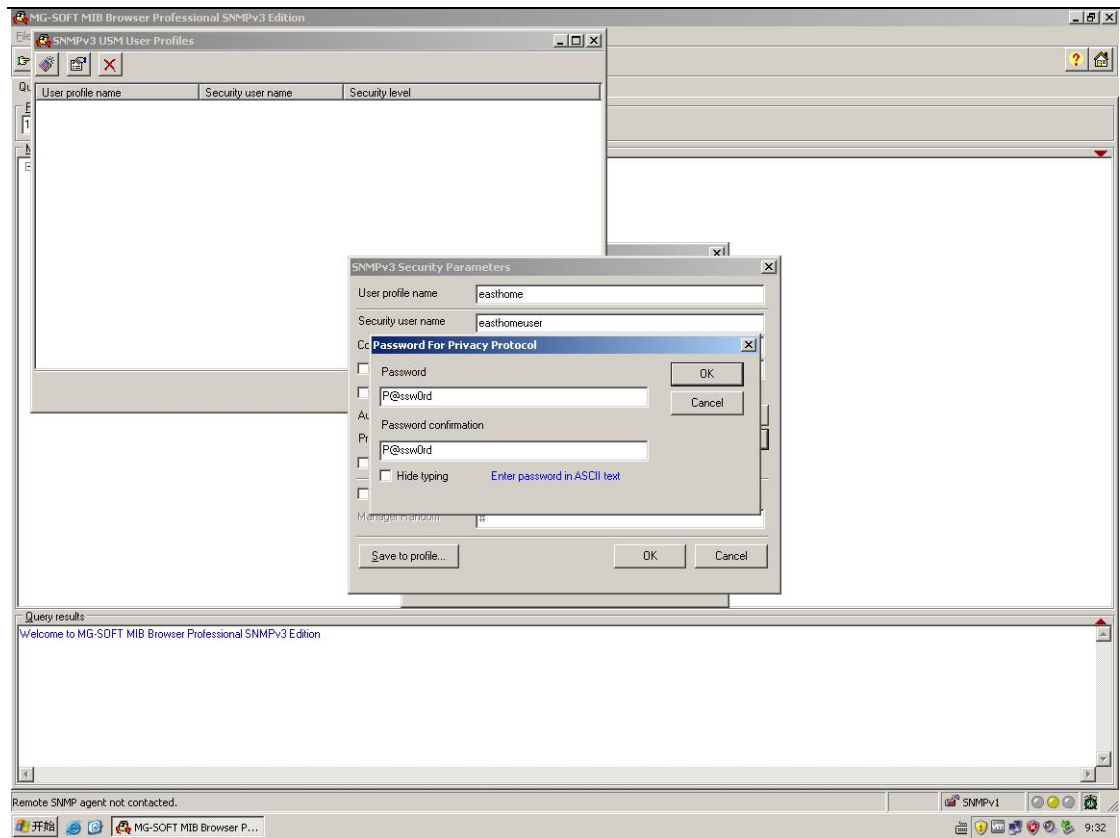 MG-SOFT MIB Browser Professional SNMPv3 Edition
SNMPv3 USM User Profiles
User profile name Security user name Security level
SNMPv3 Security Parameters
User profile name easthome
Security user name easthomeuser
Password For Privacy Protocol
Password OK
P@ssw0rd
Cancel
Password confirmation
P@ssw0rd
Hide typing Enter password in ASCII text
#
Save to profile... OK Cancel
Query results
Welcome to MG-SOFT MIB Browser Professional SNMPv3 Edition
Remote SNMP agent not contacted. SNMPv1
开始 MG-SOFT MIB Browser P... 9:32